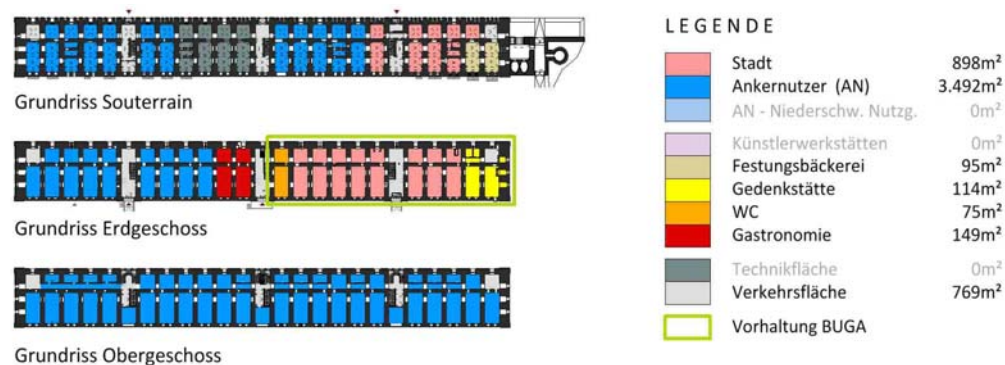 Grundriss Souterrain
Grundriss Erdgeschoss
Grundriss Obergeschoss
LEGENDE
Stadt 898m²
Ankernutzer (AN) 3.492m²
AN - Niederschw. Nutzg. 0m²
Künstlerwerkstätten 0m²
Festungsbäckerei 95m²
Gedenkstätte 114m²
WC 75m²
Gastronomie 149m²
Technikfläche 0m²
Verkehrsfläche 769m²
Vorhaltung BUGA